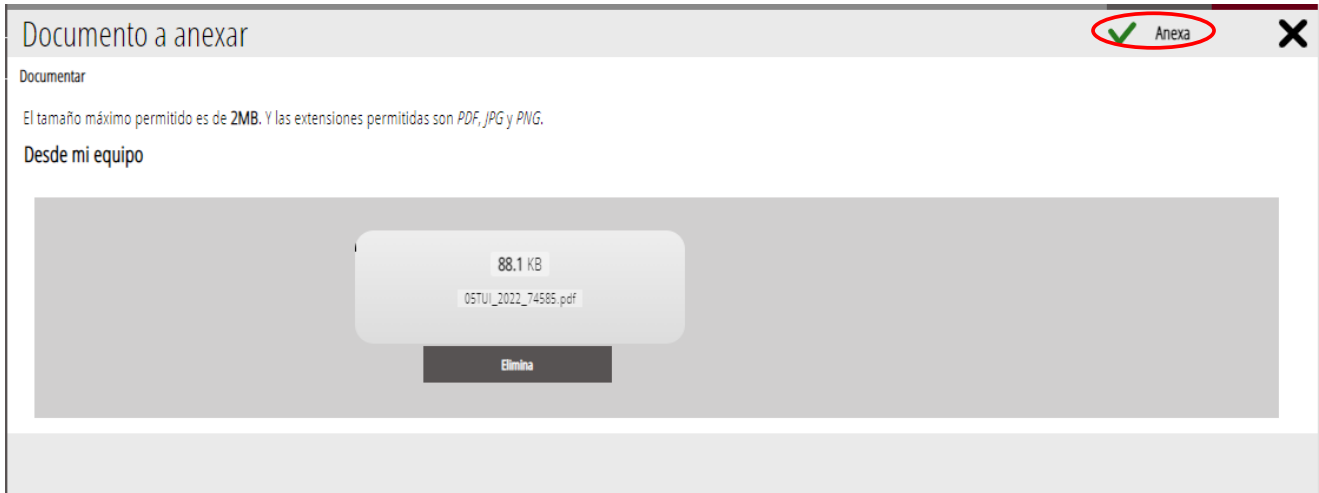 Documento a anexar
Anexa
Documentar
El tamaño máximo permitido es de 2MB. Y las extensiones permitidas son PDF, JPG y PNG.
Desde mi equipo
88.1 KB
05TUI_2022_74585.pdf
Elimina